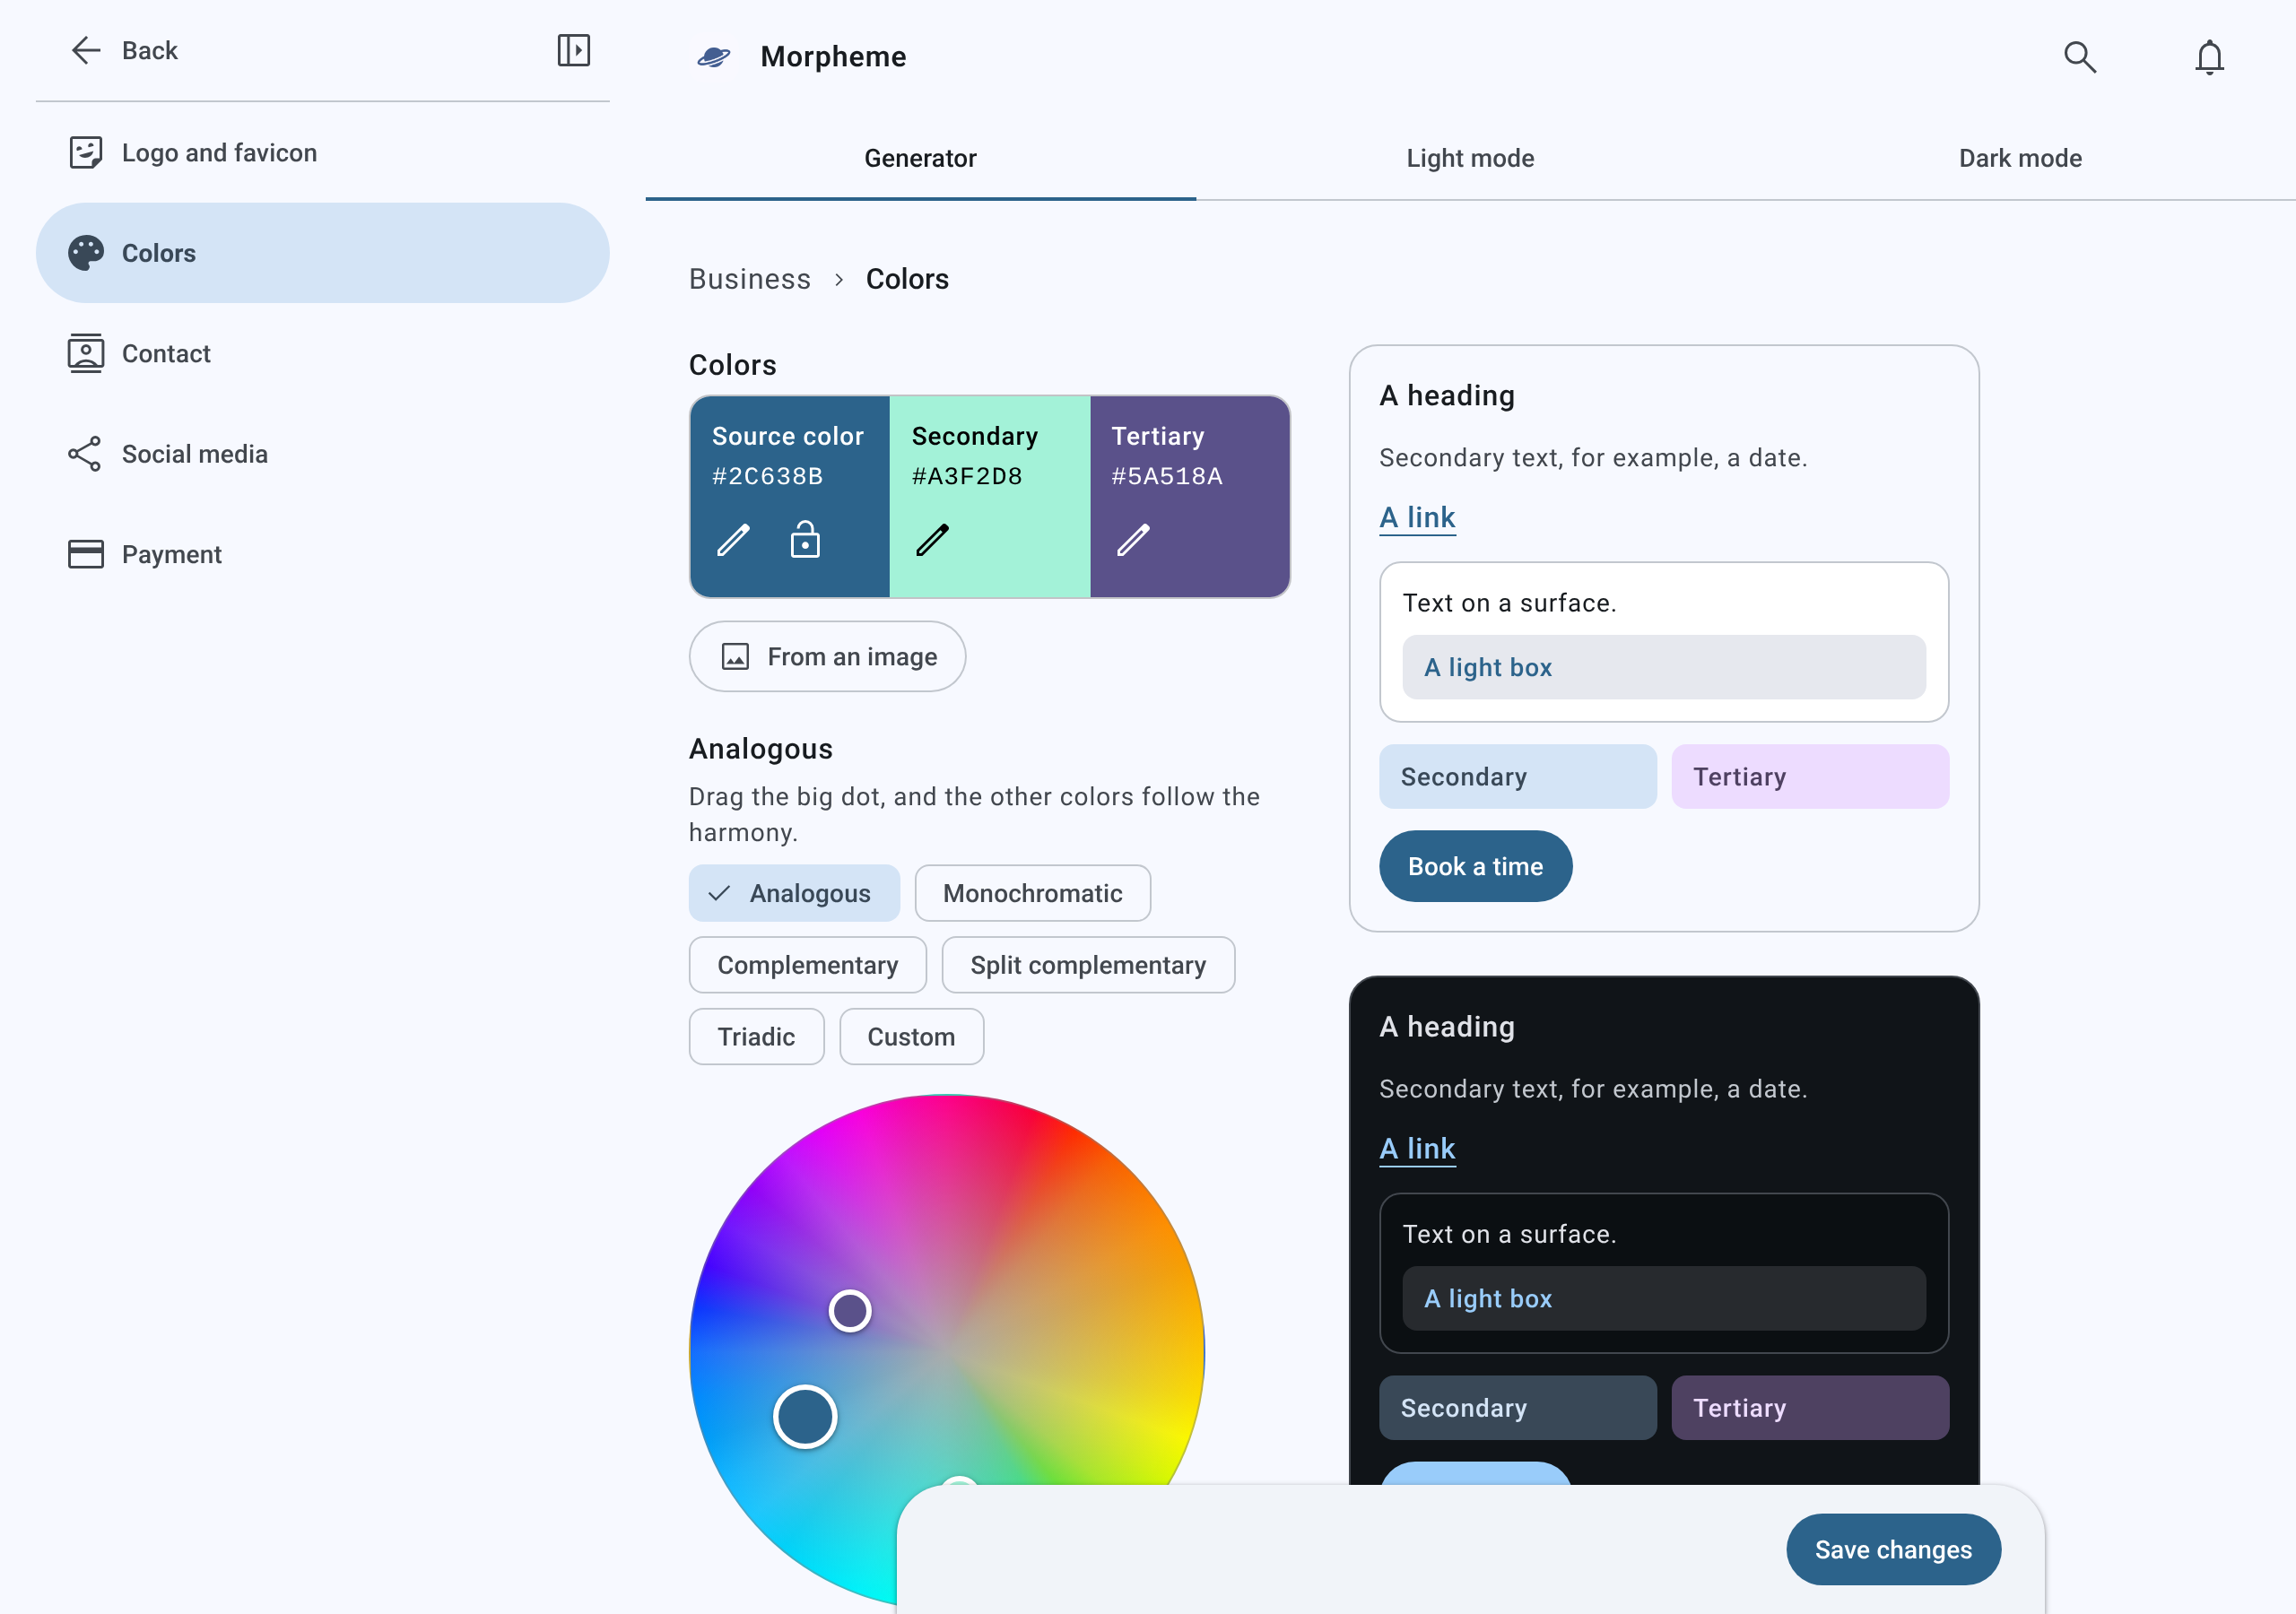 Back
Logo and favicon
Colors
Contact
Social media
Payment
Morpheme
Generator
Light mode
Dark mode
Business › Colors
Colors
Source color
#2C638B
Secondary
#A3F2D8
Tertiary
#5A518A
From an image
Analogous
Drag the big dot, and the other colors follow the
harmony.
Analogous
Monochromatic
Complementary
Split complementary
Triadic
Custom
A heading
Secondary text, for example, a date.
A link
Text on a surface.
A light box
Secondary
Tertiary
Book a time
A heading
Secondary text, for example, a date.
A link
Text on a surface.
A light box
Secondary
Tertiary
Save changes